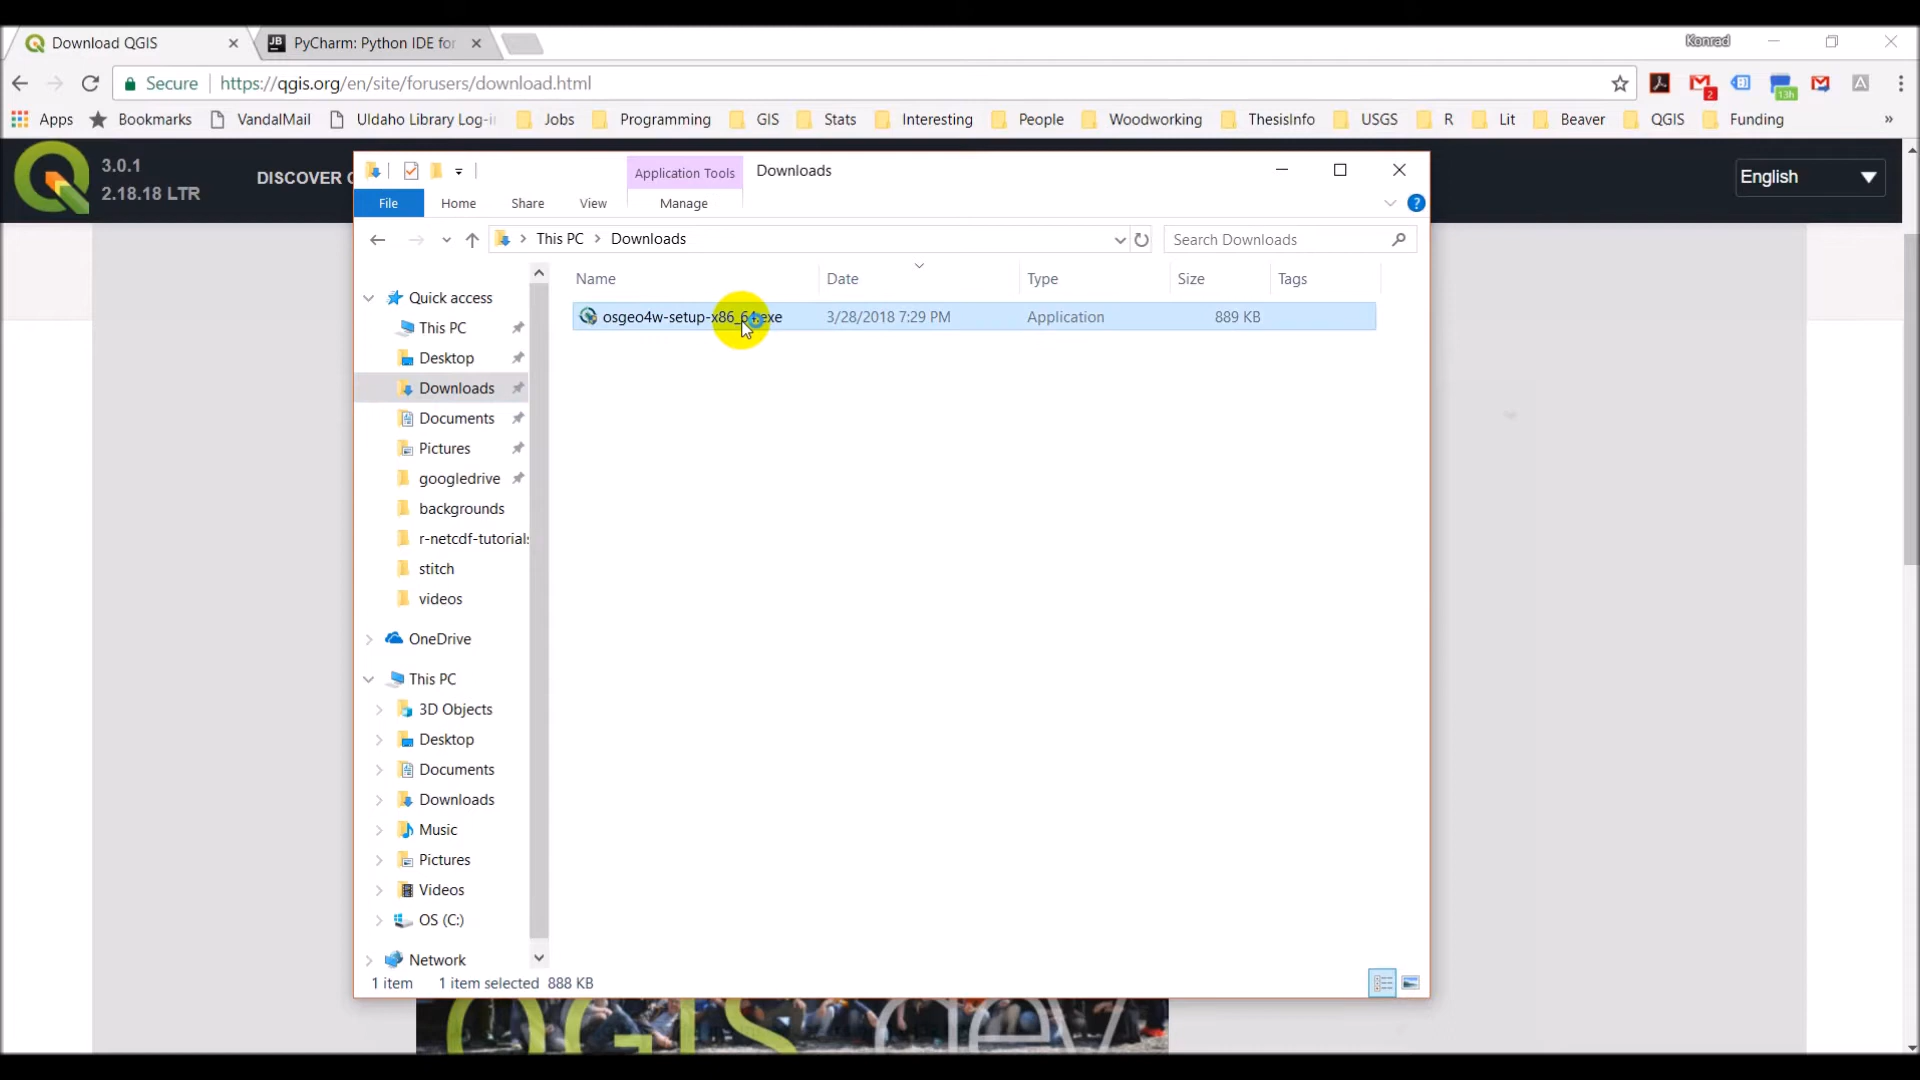 Download QGIS
PyCharm: Python IDE for
Konrad
Secure https://qgis.org/en/site/forusers/download.html
2
13h
A
Apps Bookmarks VandalMail UIdaho Library Log-i Jobs Programming GIS Stats Interesting People Woodworking ThesisInfo USGS R Lit Beaver QGIS Funding »
3.0.1
2.18.18 LTR
DISCOVER
English
Application Tools Downloads
File Home Share View Manage
This PC > Downloads
Search Downloads
Name Date Type Size Tags
osgeo4w-setup-x86_64.exe 3/28/2018 7:29 PM Application 889 KB
Quick access
This PC
Desktop
Downloads
Documents
Pictures
googledrive
backgrounds
r-netcdf-tutorials
stitch
videos
OneDrive
This PC
3D Objects
Desktop
Documents
Downloads
Music
Pictures
Videos
OS (C:)
Network
1 item 1 item selected 888 KB
QGIS dev